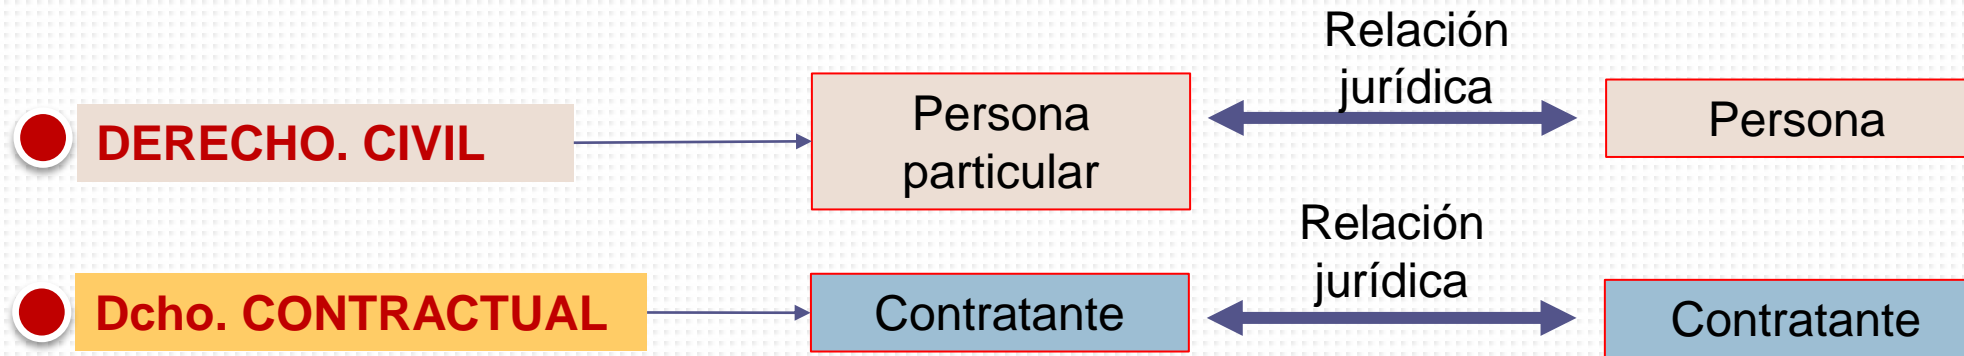 DERECHO. CIVIL
Persona
particular
Relación
jurídica
Persona
Dcho. CONTRACTUAL
Contratante
Relación
jurídica
Contratante